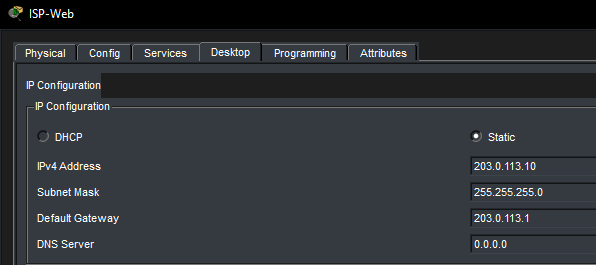 ISP-Web
Physical Config Services Desktop Programming Attributes
IP Configuration
IP Configuration
DHCP Static
IPv4 Address 203.0.113.10
Subnet Mask 255.255.255.0
Default Gateway 203.0.113.1
DNS Server 0.0.0.0